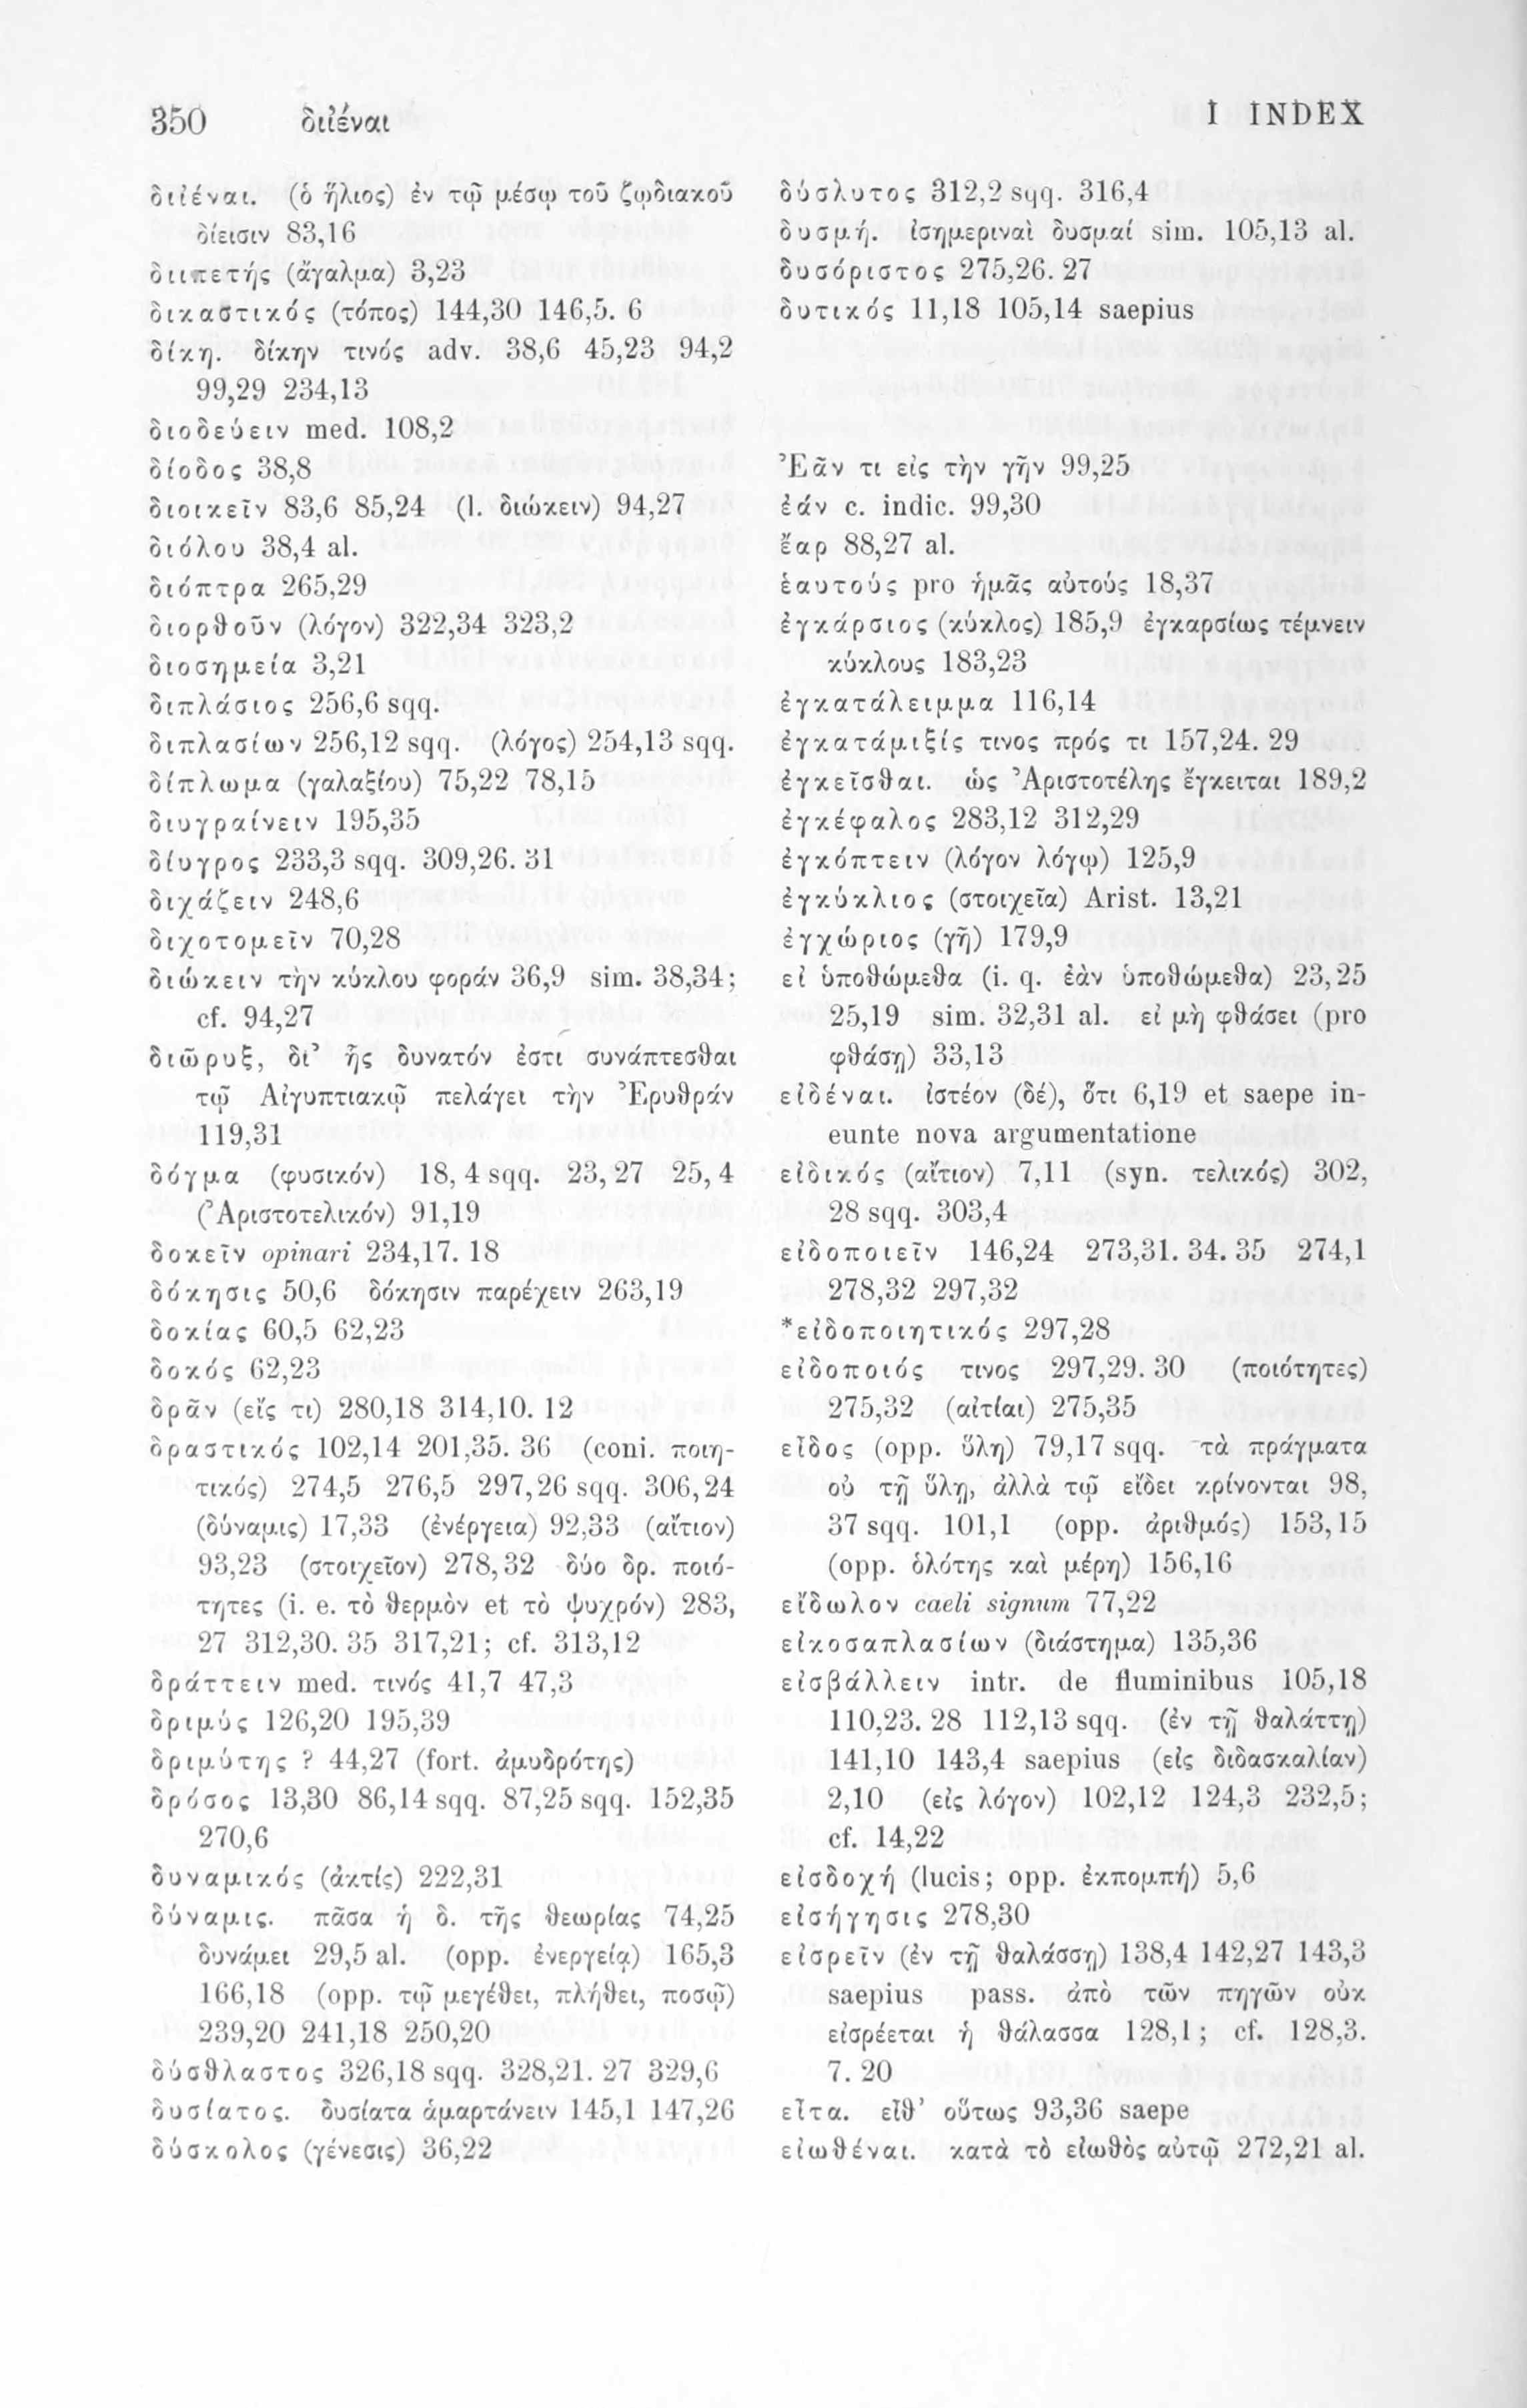 350 διϊέναι
I INDEX
διϊέναι. (ὁ ἥλιος) ἐν τῷ μέσῳ τοῦ ζῳδιακοῦ
δίεισιν 83,16
διιπετής (ἄγαλμα) 3,23
δικαστικός (τόπος) 144,30 146,5. 6
δίκη. δίκην τινός adv. 38,6 45,23 94,2
99,29 234,13
διοδεύειν med. 108,2
δίοδος 38,8
διοικεῖν 83,6 85,24 (l. διώκειν) 94,27
διόλου 38,4 al.
διόπτρα 265,29
διορϑοῦν (λόγον) 322,34 323,2
διοσημεία 3,21
διπλάσιος 256,6 sqq.
διπλασίων 256,12 sqq. (λόγος) 254,13 sqq.
δίπλωμα (γαλαξίου) 75,22 78,15
διυγραίνειν 195,35
δίυγρος 233,3 sqq. 309,26. 31
διχάζειν 248,6
διχοτομεῖν 70,28
διώκειν τὴν κύκλου φοράν 36,9 sim. 38,34;
cf. 94,27
διῶρυξ, δι’ ἧς δυνατόν ἐστι συνάπτεσϑαι
τῷ Αἰγυπτιακῷ πελάγει τὴν Ἐρυϑράν
119,31
δόγμα (φυσικόν) 18,4 sqq. 23,27 25,4
(Ἀριστοτελικόν) 91,19
δοκεῖν opinari 234,17. 18
δόκησις 50,6 δόκησιν παρέχειν 263,19
δοκίας 60,5 62,23
δοκός 62,23
δρᾶν (εἴς τι) 280,18 314,10. 12
δραστικός 102,14 201,35. 36 (coni. ποιη-
τικός) 274,5 276,5 297,26 sqq. 306,24
(δύναμις) 17,33 (ἐνέργεια) 92,33 (αἴτιον)
93,23 (στοιχεῖον) 278,32 δύο δρ. ποιό-
τητες (i. e. τὸ ϑερμὸν et τὸ ψυχρόν) 283,
27 312,30. 35 317,21; cf. 313,12
δράττειν med. τινός 41,7 47,3
δριμύς 126,20 195,39
δριμύτης ? 44,27 (fort. ἀμυδρότης)
δρόσος 13,30 86,14 sqq. 87,25 sqq. 152,35
270,6
δυναμικός (ἀκτίς) 222,31
δύναμις. πᾶσα ἡ δ. τῆς ϑεωρίας 74,25
δυνάμει 29,5 al. (opp. ἐνεργείᾳ) 165,3
166,18 (opp. τῷ μεγέϑει, πλήϑει, ποσῷ)
239,20 241,18 250,20
δύσϑλαστος 326,18 sqq. 328,21. 27 329,6
δυσίατος. δυσίατα ἁμαρτάνειν 145,1 147,26
δύσκολος (γένεσις) 36,22
δύσλυτος 312,2 sqq. 316,4
δυσμή. ἰσημεριναὶ δυσμαί sim. 105,13 al.
δυσόριστος 275,26. 27
δυτικός 11,18 105,14 saepius
Ἐᾶν τι εἰς τὴν γῆν 99,25
ἐάν c. indic. 99,30
ἔαρ 88,27 al.
ἑαυτούς pro ἡμᾶς αὐτούς 18,37
ἐγκάρσιος (κύκλος) 185,9 ἐγκαρσίως τέμνειν
κύκλους 183,23
ἐγκατάλειμμα 116,14
ἐγκατάμιξίς τινος πρός τι 157,24. 29
ἐγκεῖσϑαι. ὡς Ἀριστοτέλης ἔγκειται 189,2
ἐγκέφαλος 283,12 312,29
ἐγκόπτειν (λόγον λόγῳ) 125,9
ἐγκύκλιος (στοιχεῖα) Arist. 13,21
ἐγχώριος (γῆ) 179,9
εἰ ὑποϑώμεϑα (i. q. ἐὰν ὑποϑώμεϑα) 23,25
25,19 sim. 32,31 al. εἰ μὴ φϑάσει (pro
φϑάσῃ) 33,13
εἰδέναι. ἰστέον (δέ), ὅτι 6,19 et saepe in-
eunte nova argumentatione
εἰδικός (αἴτιον) 7,11 (syn. τελικός) 302,
28 sqq. 303,4
εἰδοποιεῖν 146,24 273,31. 34. 35 274,1
278,32 297,32
*εἰδοποιητικός 297,28
εἰδοποιός τινος 297,29. 30 (ποιότητες)
275,32 (αἰτίαι) 275,35
εἶδος (opp. ὕλη) 79,17 sqq. τὰ πράγματα
οὐ τῇ ὕλῃ, ἀλλὰ τῷ εἴδει κρίνονται 98,
37 sqq. 101,1 (opp. ἀριϑμός) 153,15
(opp. ὁλότης καὶ μέρη) 156,16
εἴδωλον caeli signum 77,22
εἰκοσαπλασίων (διάστημα) 135,36
εἰσβάλλειν intr. de fluminibus 105,18
110,23. 28 112,13 sqq. (ἐν τῇ ϑαλάττῃ)
141,10 143,4 saepius (εἰς διδασκαλίαν)
2,10 (εἰς λόγον) 102,12 124,3 232,5;
cf. 14,22
εἰσδοχή (lucis; opp. ἐκπομπή) 5,6
εἰσήγησις 278,30
εἰσρεῖν (ἐν τῇ ϑαλάσσῃ) 138,4 142,27 143,3
saepius pass. ἀπὸ τῶν πηγῶν οὐκ
εἰσρέεται ἡ ϑάλασσα 128,1; cf. 128,3.
7. 20
εἶτα. εἶϑ’ οὕτως 93,36 saepe
εἰωϑέναι. κατὰ τὸ εἰωϑὸς αὐτῷ 272,21 al.